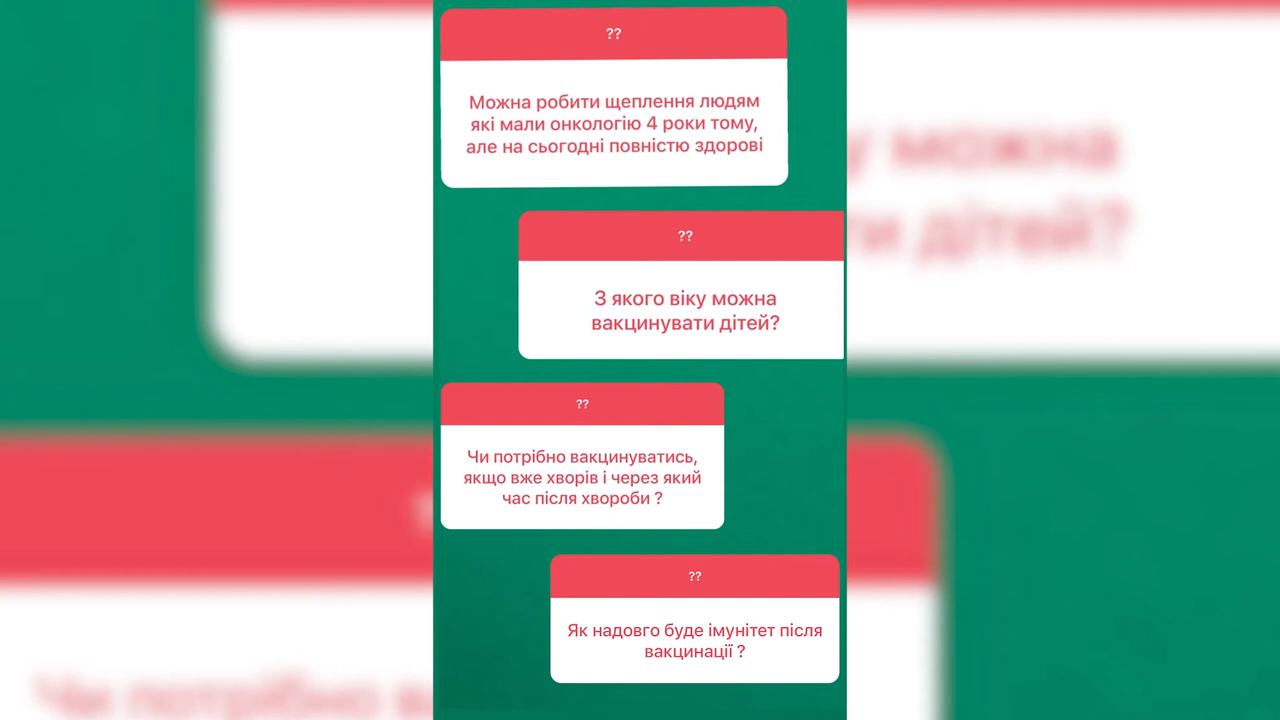 ??
Можна робити щеплення людям
які мали онкологію 4 роки тому,
але на сьогодні повністю здорові
??
З якого віку можна
вакцинувати дітей?
??
Чи потрібно вакцинуватись,
якщо вже хворів і через який
час після хвороби ?
??
Як надовго буде імунітет після
вакцинації ?